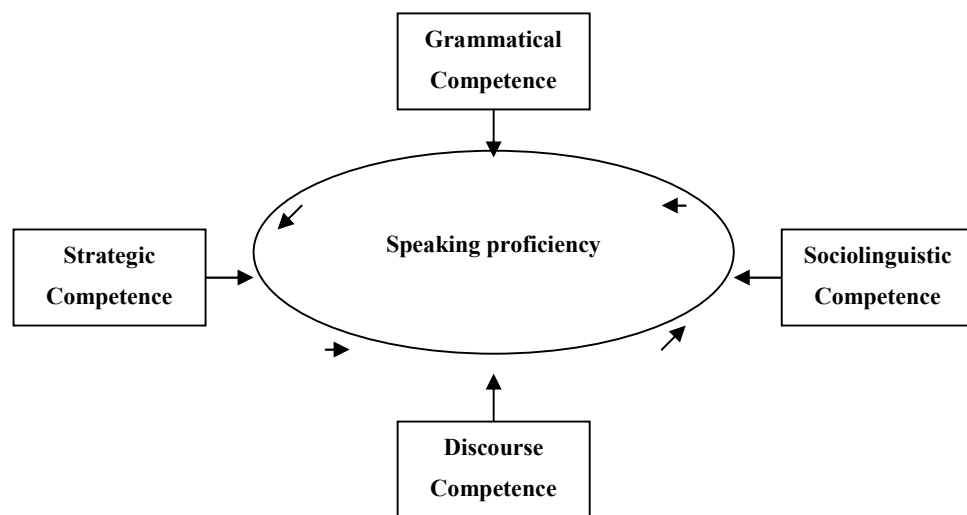 Grammatical
Competence
Speaking proficiency
Strategic
Competence
Sociolinguistic
Competence
Discourse
Competence